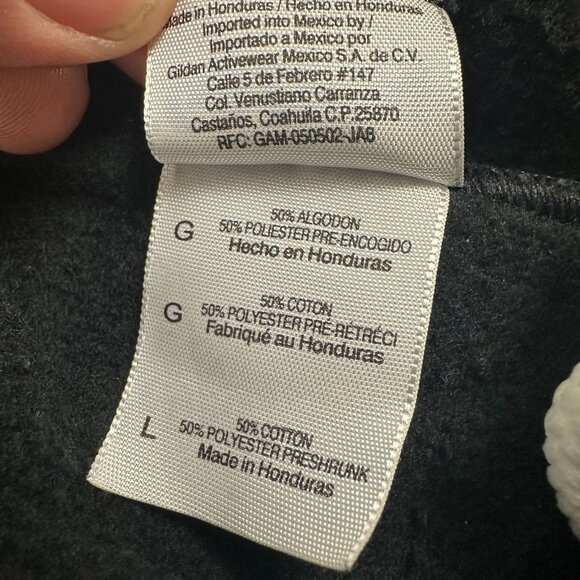 Made in Honduras / Hecho en Honduras
Imported into Mexico by /
Importado a Mexico por
Gildan Activewear Mexico S.A. de C.V.
Calle 5 de Febrero #147
Col. Venustiano Carranza
Castaños, Coahuila C.P. 25870
RFC: GAM-050502-JA8
50% ALGODON
G 50% POLIESTER PRE-ENCOGIDO
Hecho en Honduras
50% COTON
G 50% POLYESTER PRÉ-RÉTRÉCI
Fabriqué au Honduras
50% COTTON
L 50% POLYESTER PRESHRUNK
Made in Honduras